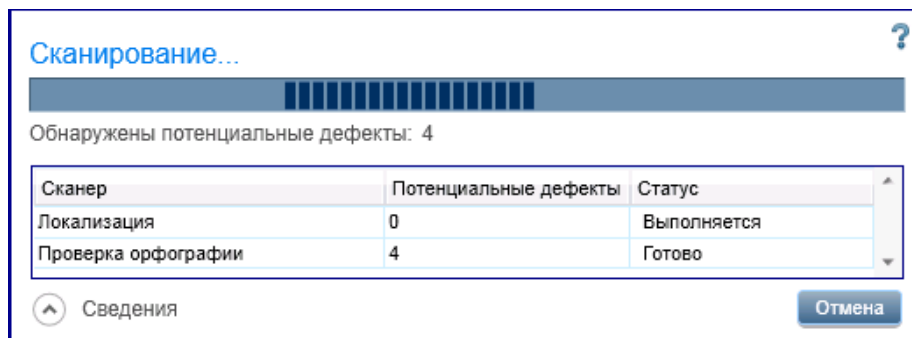 ?
Сканирование...
Обнаружены потенциальные дефекты: 4
Сканер Потенциальные дефекты Статус
Локализация 0 Выполняется
Проверка орфографии 4 Готово
Сведения Отмена